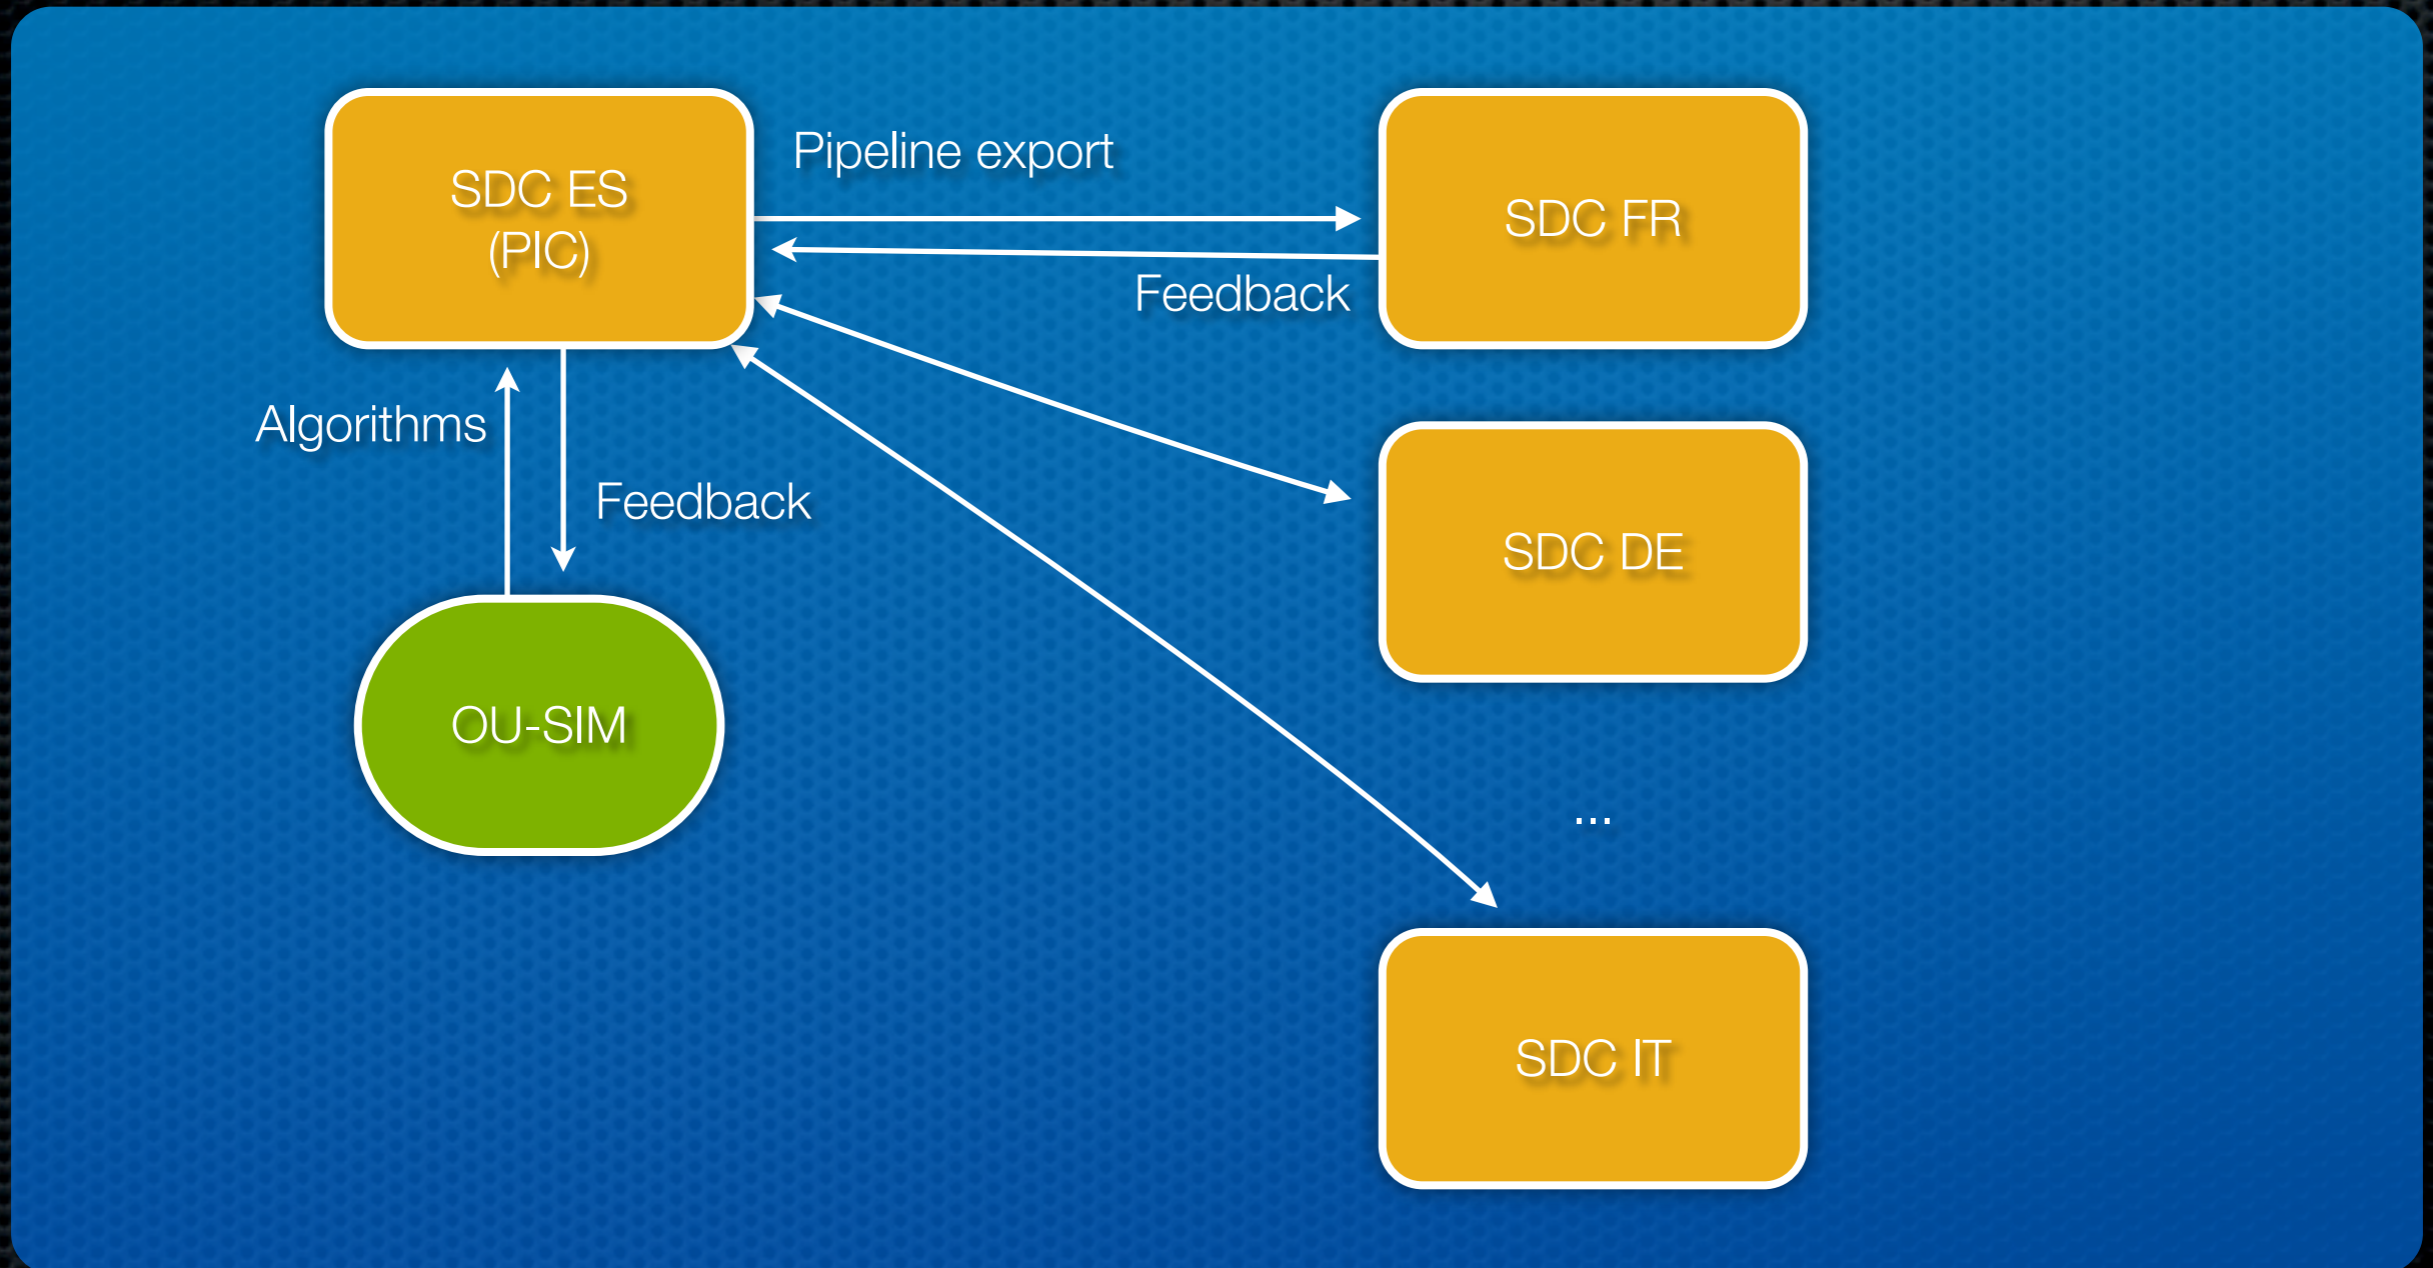 SDC ES
(PIC)
Pipeline export
SDC FR
Feedback
Algorithms
Feedback
SDC DE
OU-SIM
...
SDC IT